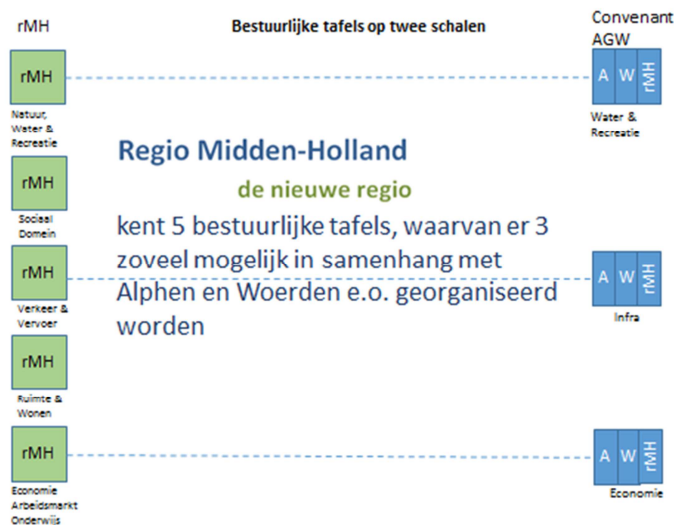 rMH
Bestuurlijke tafels op twee schalen
Convenant
AGW
rMH
A W rMH
Natuur,
Water &
Recreatie
Water &
Recreatie
Regio Midden-Holland
de nieuwe regio
kent 5 bestuurlijke tafels, waarvan er 3
zoveel mogelijk in samenhang met
Alphen en Woerden e.o. georganiseerd
worden
rMH
Sociaal
Domein
rMH
A W rMH
Verkeer &
Vervoer
Infra
rMH
Ruimte &
Wonen
rMH
A W rMH
Economie
Arbeidsmarkt
Onderwijs
Economie